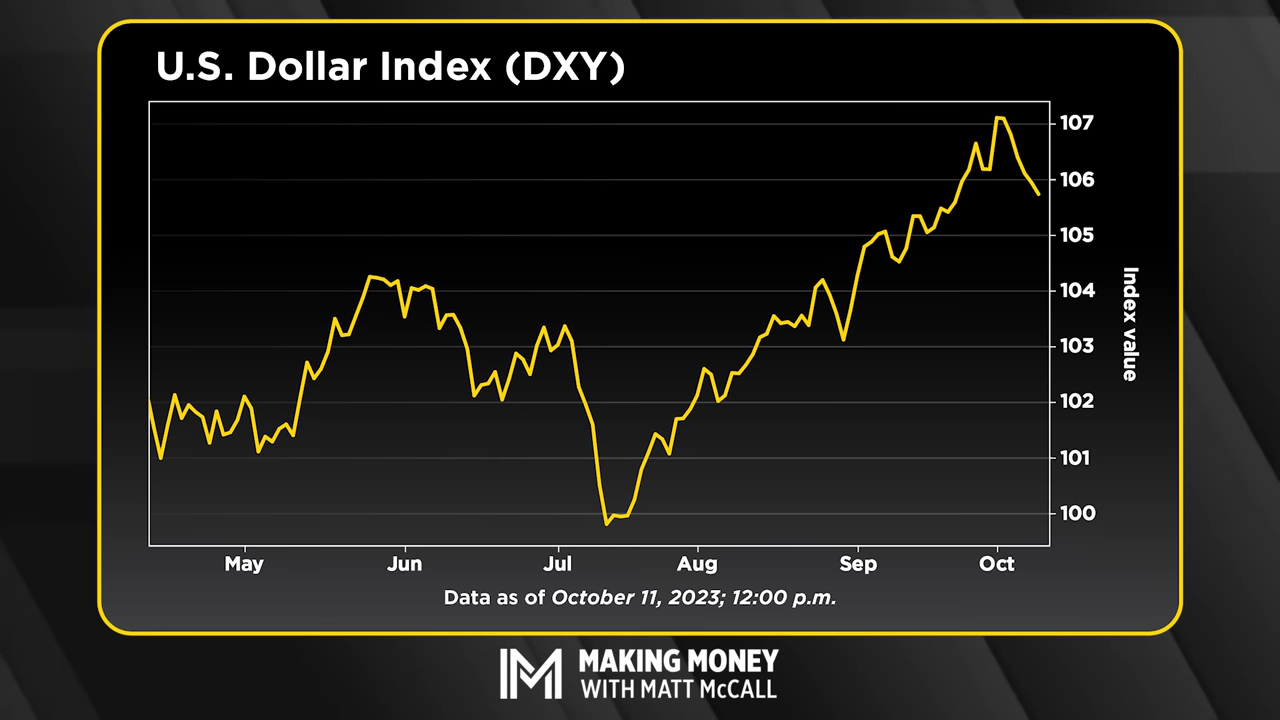 U.S. Dollar Index (DXY)
107
106
105
104
103
102
101
100
Index value
May Jun Jul Aug Sep Oct
Data as of October 11, 2023; 12:00 p.m.
M MAKING MONEY
WITH MATT McCALL